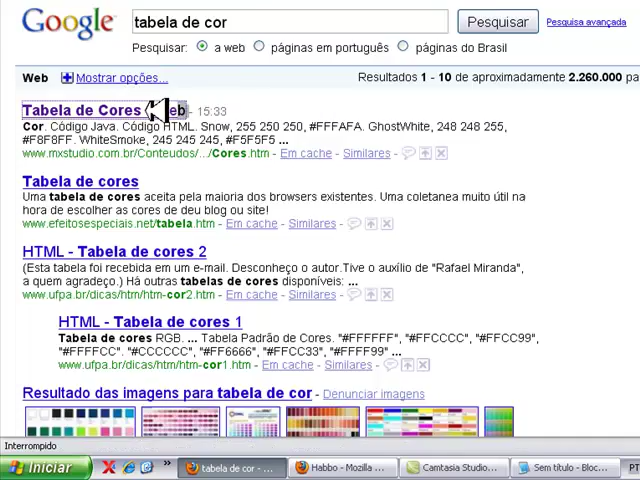 Google
tabela de cor
Pesquisar
Pesquisa avançada
Pesquisar: a web páginas em português páginas do Brasil
Web Mostrar opções... Resultados 1 - 10 de aproximadamente 2.260.000 pa
Tabela de Cores eb - 15:33
Cor. Código Java. Código HTML. Snow, 255 250 250, #FFFAFA. GhostWhite, 248 248 255,
#F8F8FF. WhiteSmoke, 245 245 245, #F5F5F5 ...
www.mxstudio.com.br/Conteudos/.../Cores.htm - Em cache - Similares -
Tabela de cores
Uma tabela de cores aceita pela maioria dos browsers existentes. Uma coletanea muito útil na
hora de escolher as cores de deu blog ou site!
www.efeitosespeciais.net/tabela.htm - Em cache - Similares -
HTML - Tabela de cores 2
(Esta tabela foi recebida em um e-mail. Desconheço o autor.Tive o auxílio de "Rafael Miranda",
a quem agradeço.) Há outras tabelas de cores disponíveis: ...
www.ufpa.br/dicas/htm/htm-cor2.htm - Em cache - Similares -
HTML - Tabela de cores 1
Tabela de cores RGB. ... Tabela Padrão de Cores. "#FFFFFF", "#FFCCCC", "#FFCC99",
"#FFFFCC". "#CCCCCC", "#FF6666", "#FFCC33", "#FFFF99" ...
www.ufpa.br/dicas/htm/htm-cor1.htm - Em cache - Similares -
Resultado das imagens para tabela de cor - Denunciar imagens
Interrompido
Iniciar
tabela de cor - ...
Habbo - Mozilla ...
Camtasia Studio...
Sem título - Bloc...
PT